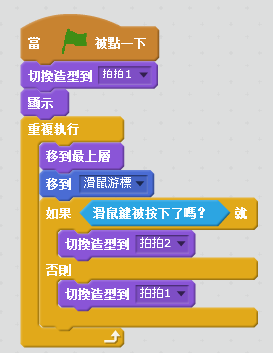 當 被點一下
切換造型到 拍拍1
顯示
重複執行
移到最上層
移到 滑鼠游標
如果 滑鼠鍵被按下了嗎? 就
切換造型到 拍拍2
否則
切換造型到 拍拍1